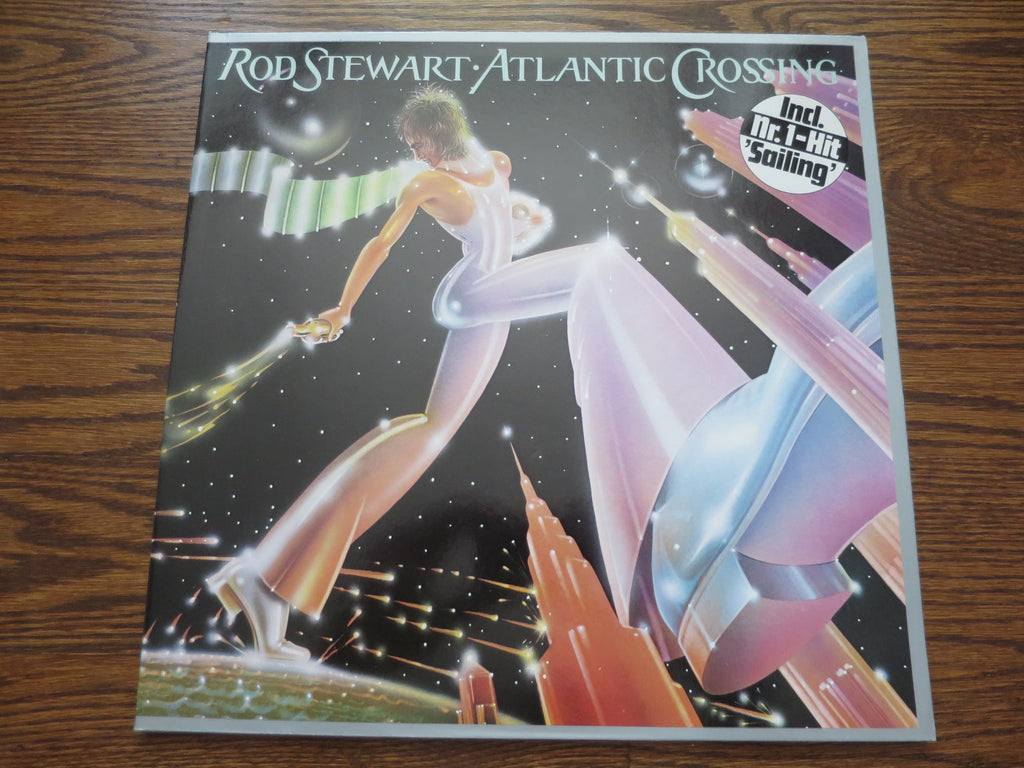 ROD STEWART · ATLANTIC CROSSING
Incl.
Nr.1-Hit
'Sailing'